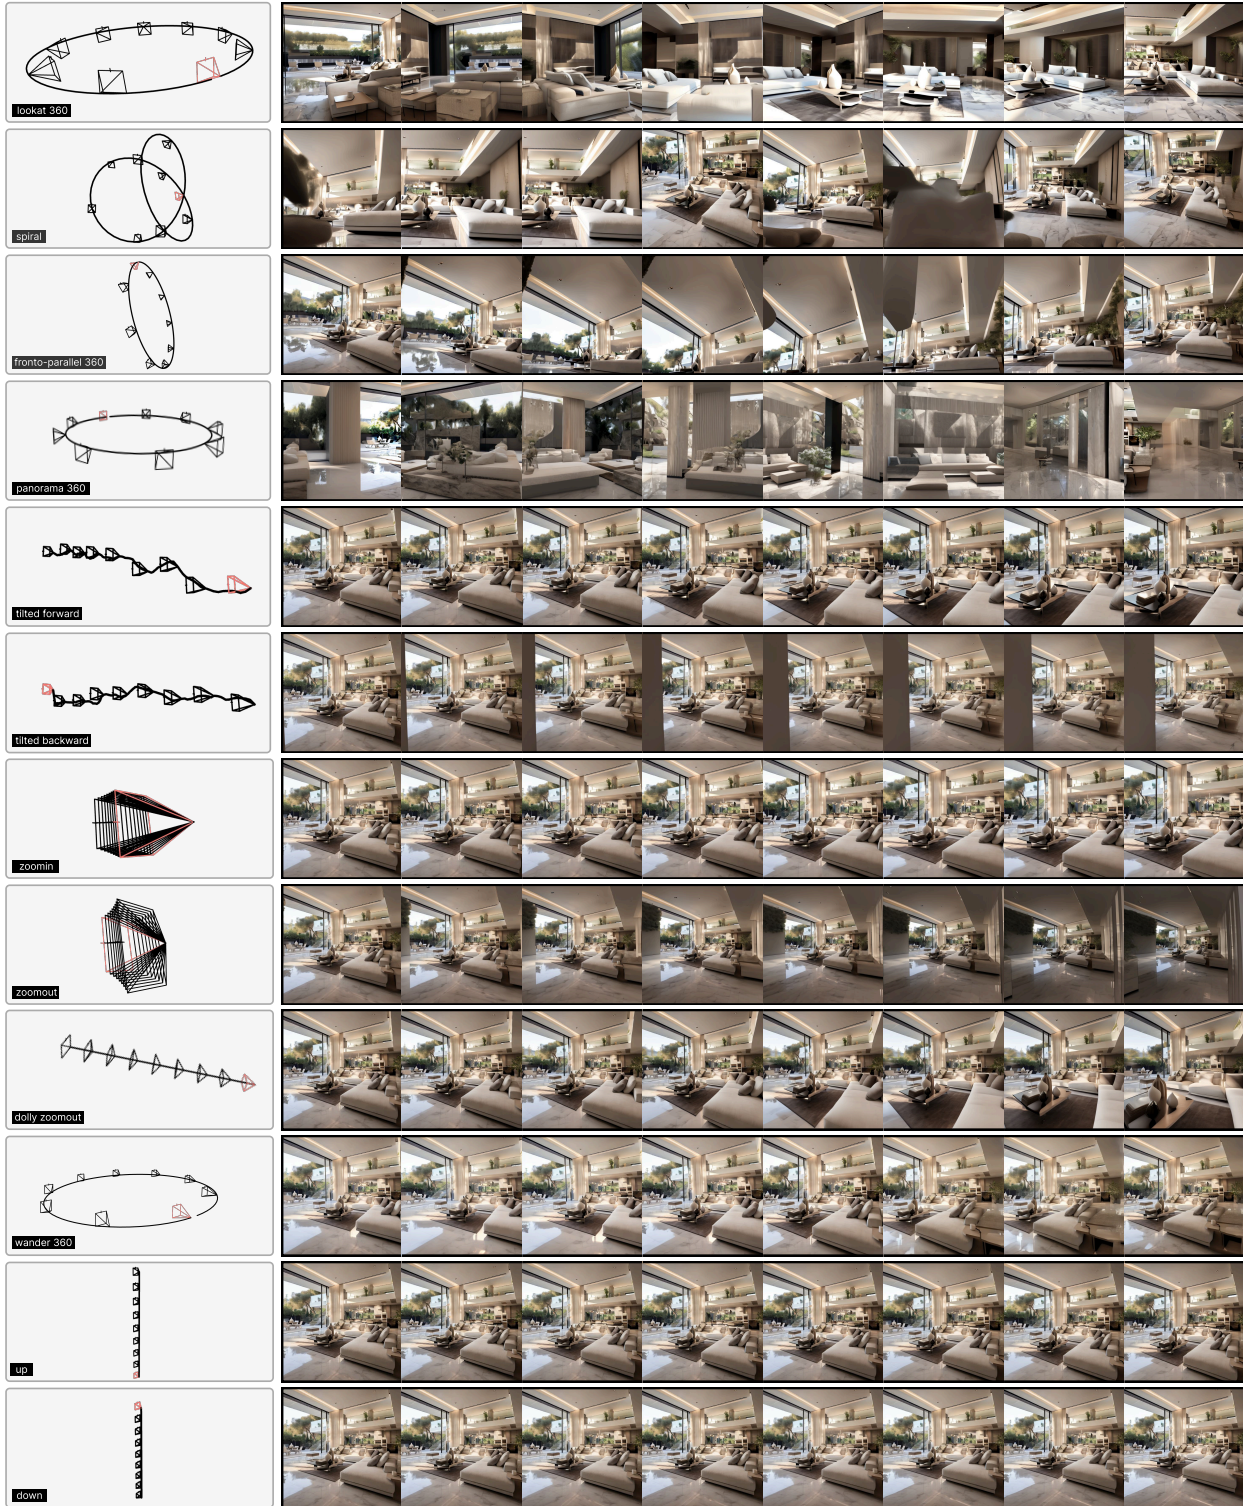 lookat 360
spiral
fronto-parallel 360
panorama 360
tilted forward
tilted backward
zoomin
zoomout
dolly zoomout
wander 360
up
down